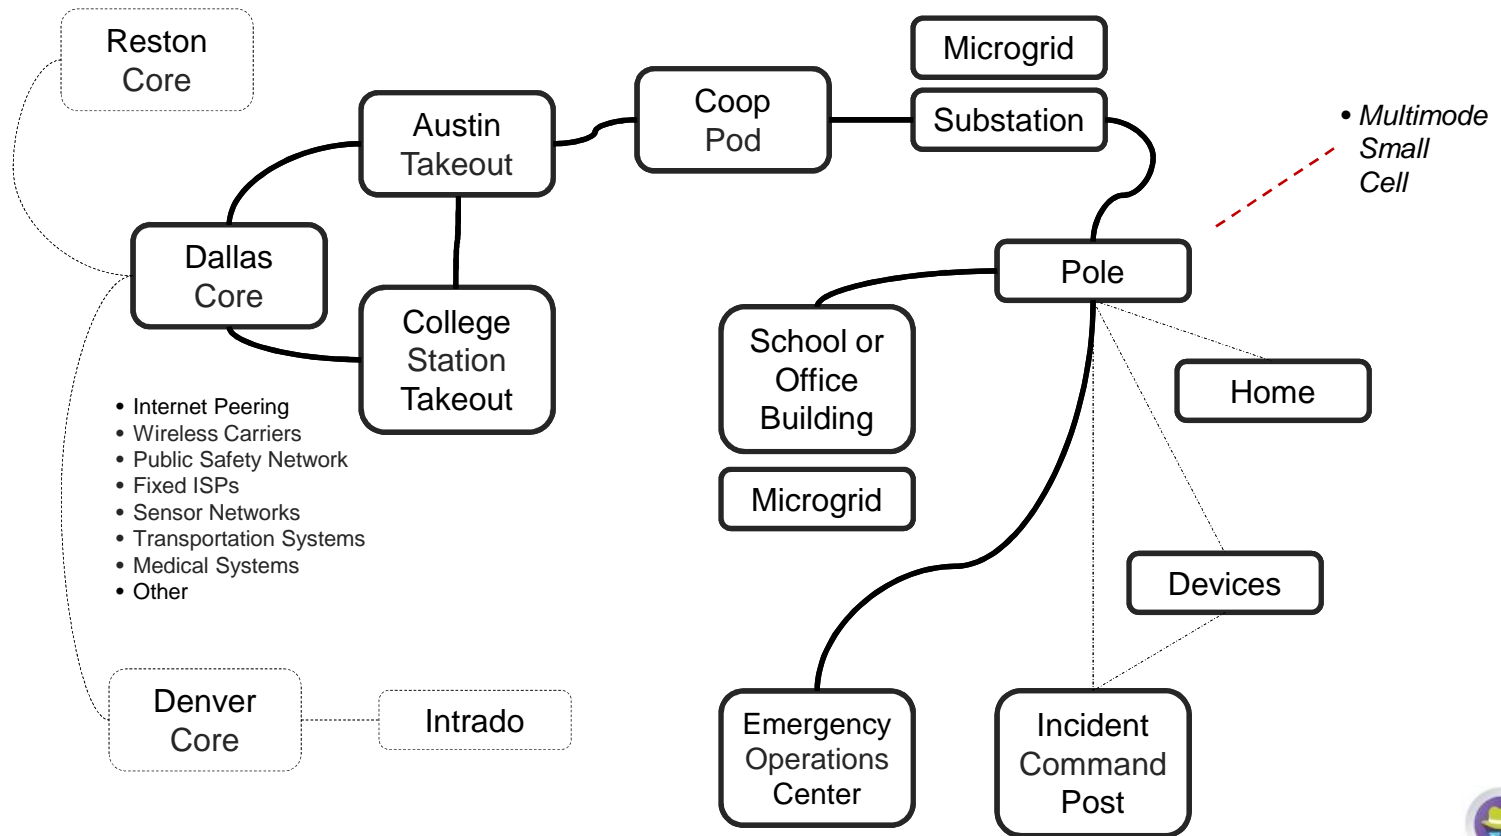 Reston
Core
Microgrid
Austin
Takeout
Coop
Pod
Substation
• Multimode
Small
Cell
Dallas
Core
College
Station
Takeout
Pole
School or
Office
Building
Home
• Internet Peering
• Wireless Carriers
• Public Safety Network
• Fixed ISPs
• Sensor Networks
• Transportation Systems
• Medical Systems
• Other
Microgrid
Devices
Denver
Core
Intrado
Emergency
Operations
Center
Incident
Command
Post